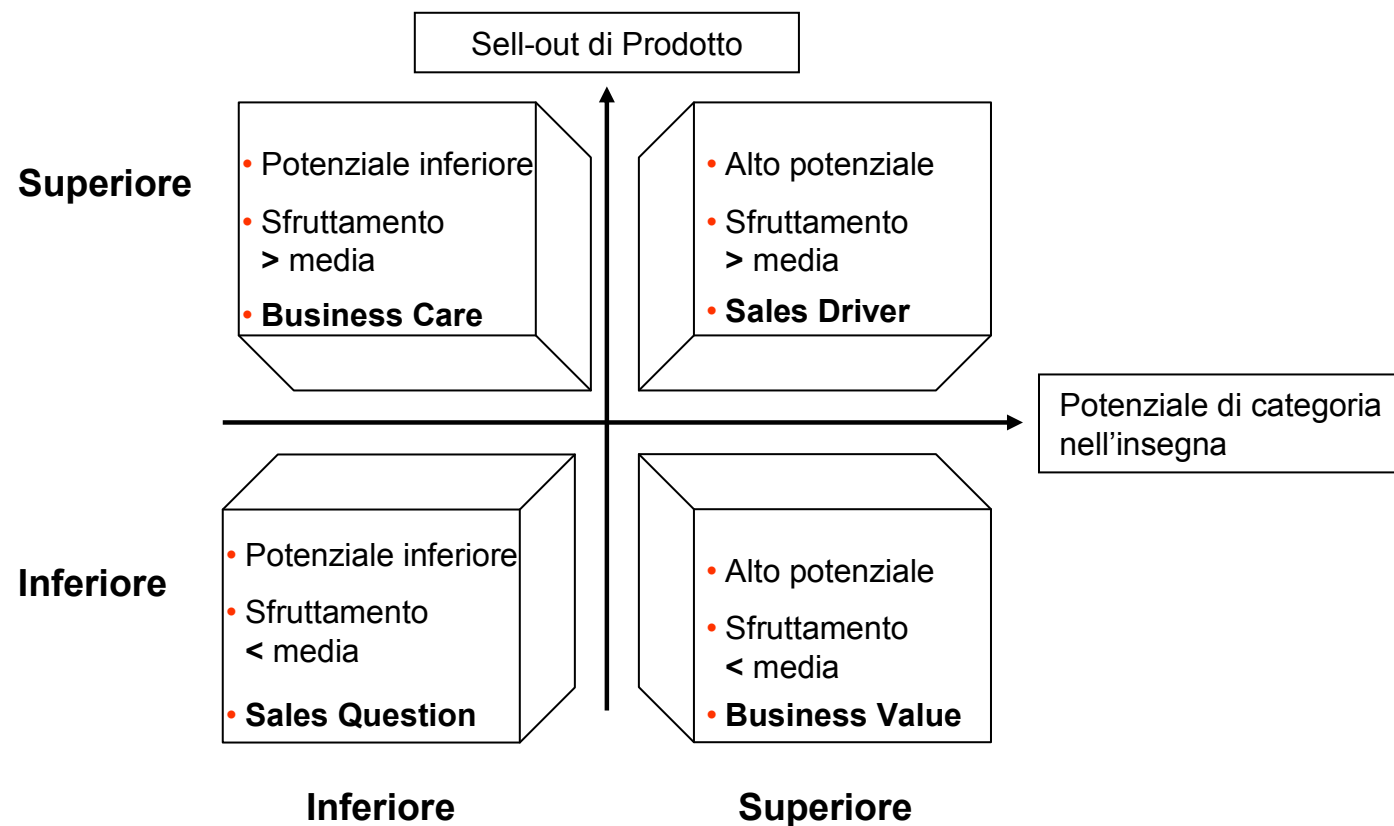 Sell-out di Prodotto
Superiore
• Potenziale inferiore
• Sfruttamento
> media
• Business Care
• Alto potenziale
• Sfruttamento
> media
• Sales Driver
Potenziale di categoria
nell'insegna
Inferiore
• Potenziale inferiore
• Sfruttamento
< media
• Sales Question
• Alto potenziale
• Sfruttamento
< media
• Business Value
Inferiore
Superiore